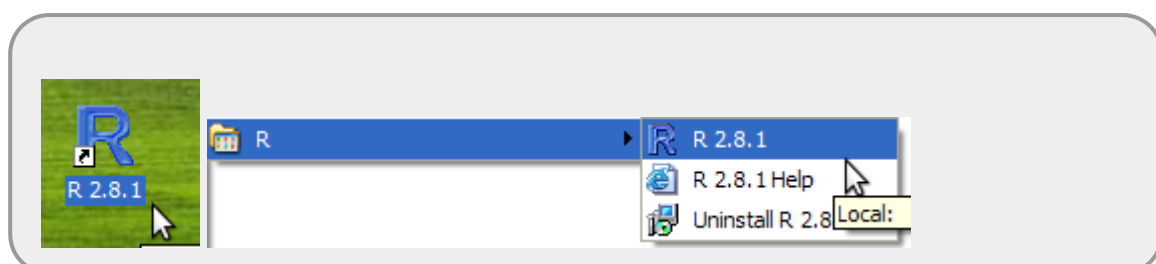 R 2.8.1
R
R 2.8.1
R 2.8.1 Help
Uninstall R 2.8
Local: